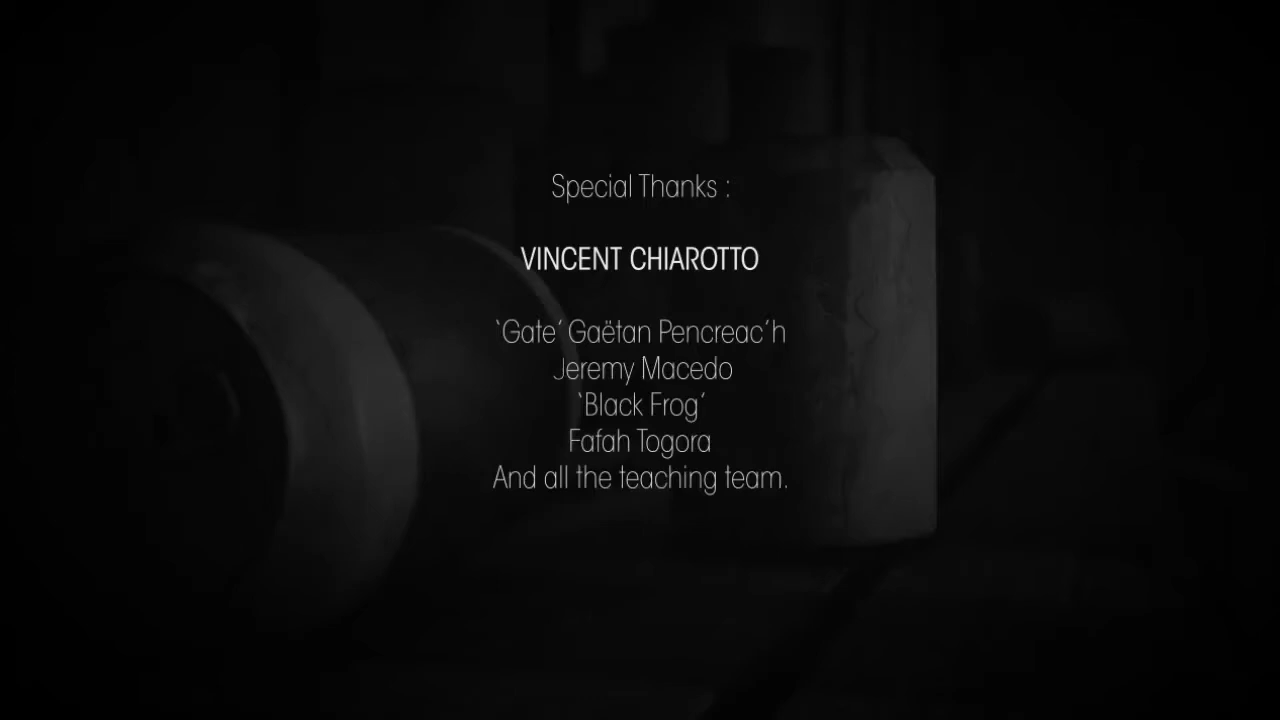 Special Thanks :
VINCENT CHIAROTTO
`Gate´ Gaëtan Pencreac´h
Jeremy Macedo
`Black Frog´
Fafah Togora
And all the teaching team.